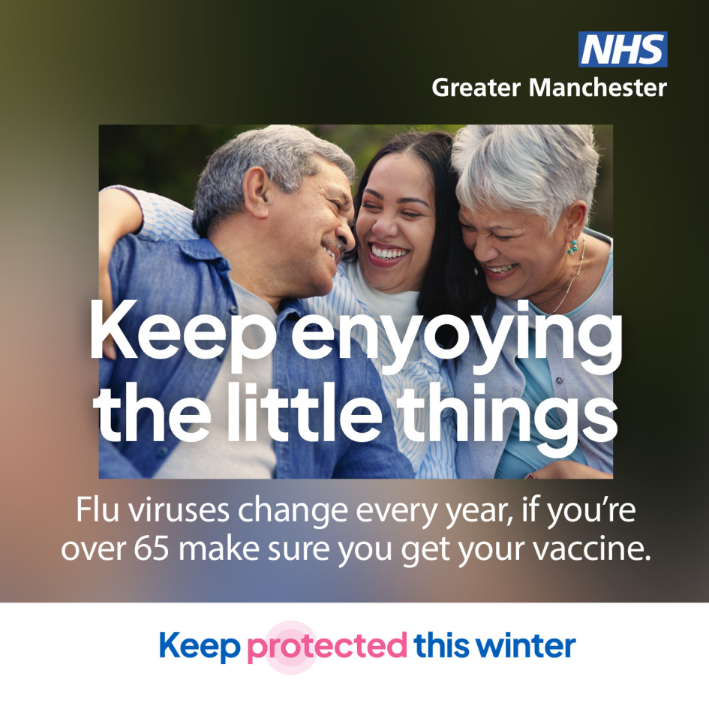 NHS
Greater Manchester
Keep enyoying
the little things
Flu viruses change every year, if you're
over 65 make sure you get your vaccine.
Keep protected this winter